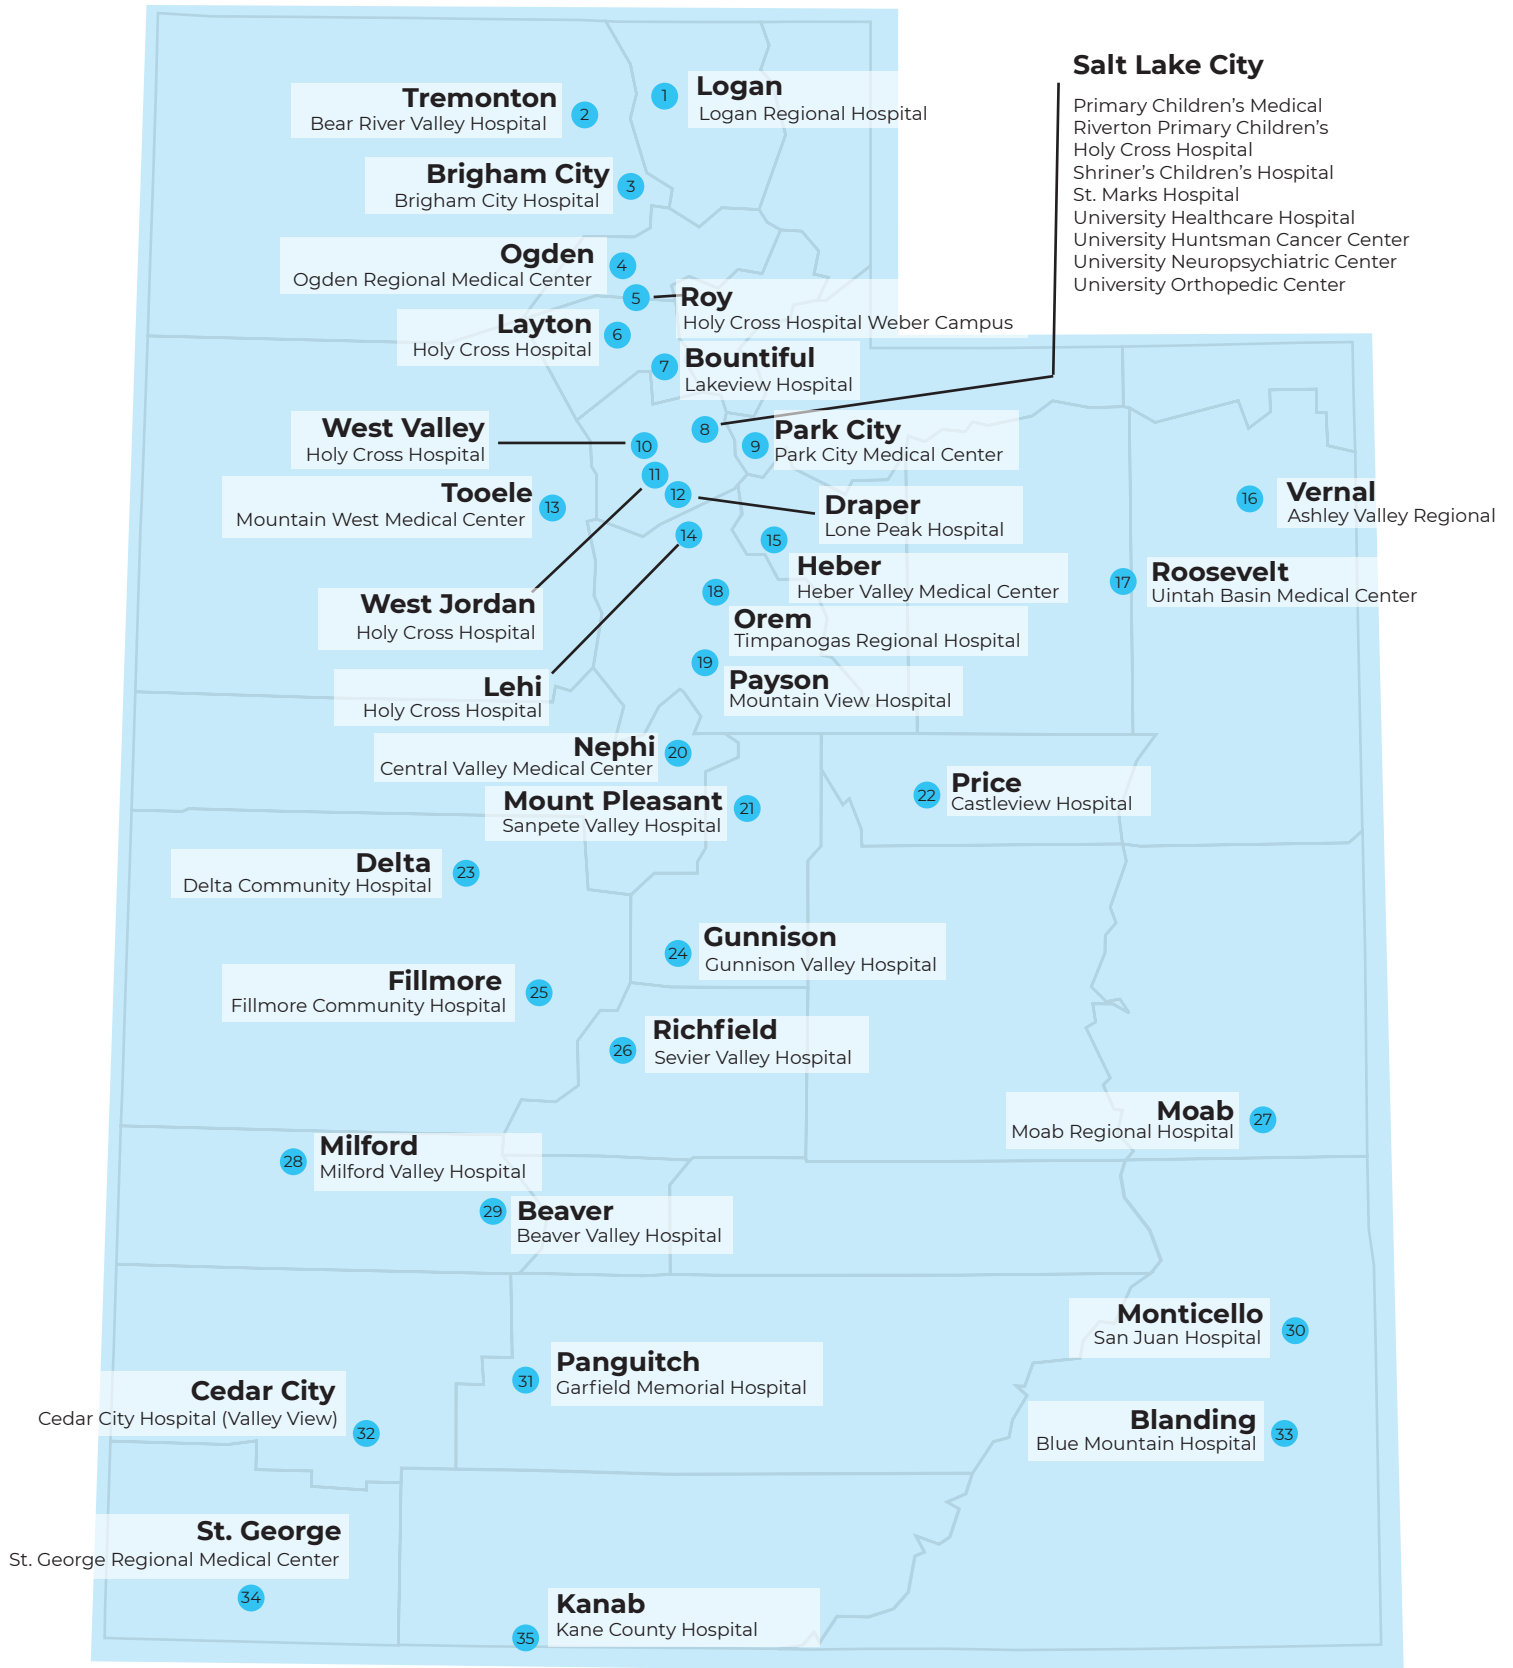 Salt Lake City
Primary Children's Medical
Riverton Primary Children's
Holy Cross Hospital
Shriner's Children's Hospital
St. Marks Hospital
University Healthcare Hospital
University Huntsman Cancer Center
University Neuropsychiatric Center
University Orthopedic Center
1
Logan
Logan Regional Hospital
Tremonton
Bear River Valley Hospital
2
Brigham City
Brigham City Hospital
3
Ogden
Ogden Regional Medical Center
4
5
Roy
Holy Cross Hospital Weber Campus
Layton
Holy Cross Hospital
6
7
Bountiful
Lakeview Hospital
8
9
Park City
Park City Medical Center
West Valley
Holy Cross Hospital
10
11
12
Tooele
Mountain West Medical Center
13
Draper
Lone Peak Hospital
14
15
Heber
Heber Valley Medical Center
16
Vernal
Ashley Valley Regional
17
Roosevelt
Uintah Basin Medical Center
West Jordan
Holy Cross Hospital
18
Orem
Timpanogas Regional Hospital
Lehi
Holy Cross Hospital
19
Payson
Mountain View Hospital
Nephi
Central Valley Medical Center
20
Mount Pleasant
Sanpete Valley Hospital
21
22
Price
Castleview Hospital
Delta
Delta Community Hospital
23
24
Gunnison
Gunnison Valley Hospital
Fillmore
Fillmore Community Hospital
25
26
Richfield
Sevier Valley Hospital
Moab
Moab Regional Hospital
27
28
Milford
Milford Valley Hospital
29
Beaver
Beaver Valley Hospital
Monticello
San Juan Hospital
30
31
Panguitch
Garfield Memorial Hospital
Cedar City
Cedar City Hospital (Valley View)
32
Blanding
Blue Mountain Hospital
33
St. George
St. George Regional Medical Center
34
35
Kanab
Kane County Hospital